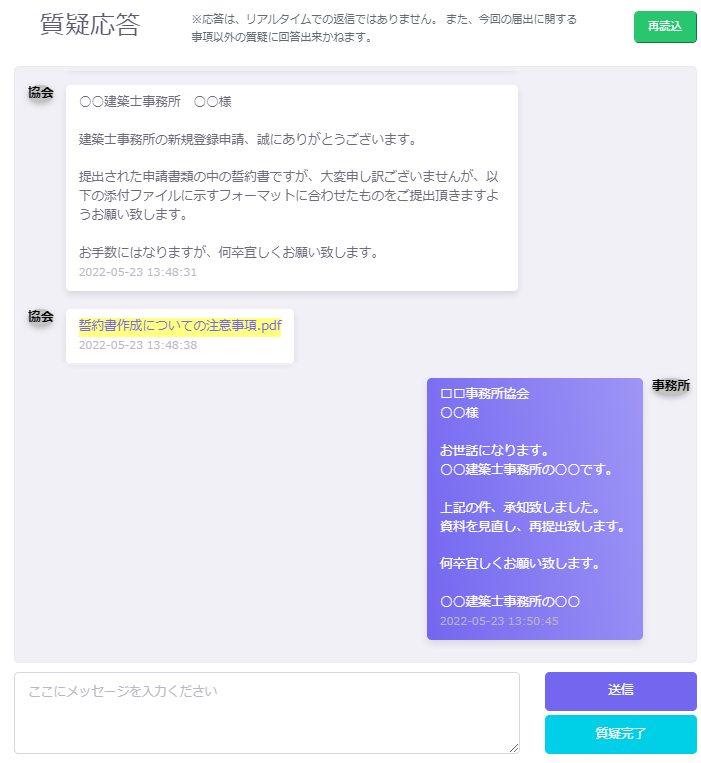 質疑応答
※応答は、リアルタイムでの返信ではありません。 また、今回の届出に関する
事項以外の質疑に回答出来かねます。
再読込
協会
〇〇建築士事務所　〇〇様
建築士事務所の新規登録申請、誠にありがとうございます。
提出された申請書類の中の誓約書ですが、大変申し訳ございませんが、以
下の添付ファイルに示すフォーマットに合わせたものをご提出頂きますよ
うお願い致します。
お手数にはなりますが、何卒宜しくお願い致します。
2022-05-23 13:48:31
協会
誓約書作成についての注意事項.pdf
2022-05-23 13:48:38
事務所
ロロ事務所協会
〇〇様
お世話になります。
〇〇建築士事務所の〇〇です。
上記の件、承知致しました。
資料を見直し、再提出致します。
何卒宜しくお願い致します。
〇〇建築士事務所の〇〇
2022-05-23 13:50:45
ここにメッセージを入力ください
送信
質疑完了